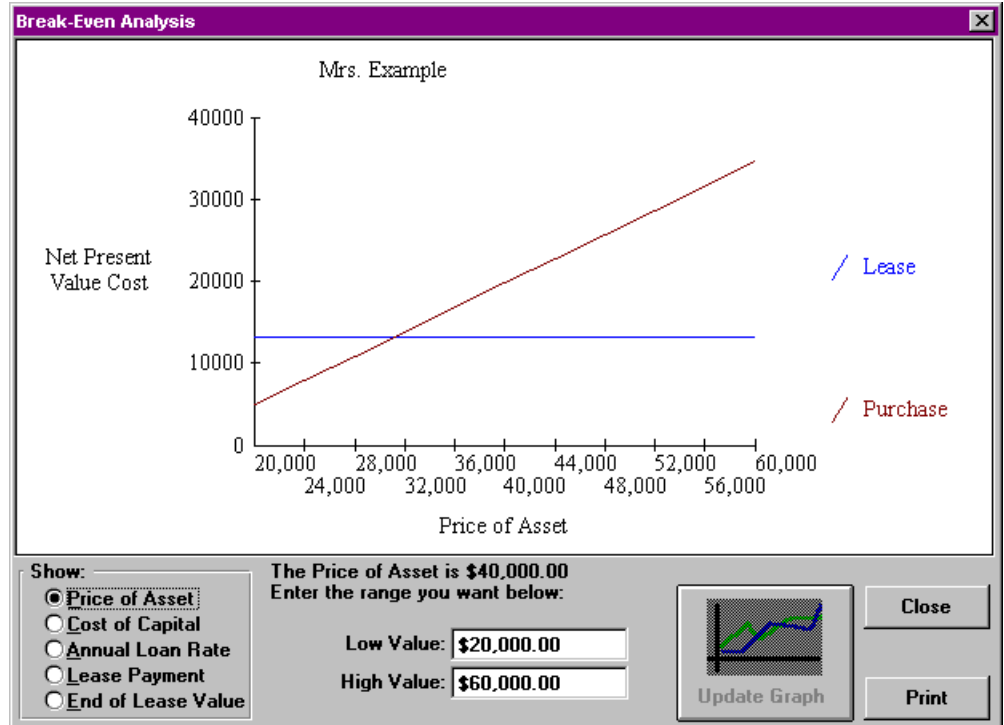 Break-Even Analysis
Mrs. Example
40000
30000
Net Present
Value Cost
20000
10000
0
20,000 28,000 36,000 44,000 52,000 60,000
24,000 32,000 40,000 48,000 56,000
Price of Asset
Lease
Purchase
Show:
Price of Asset
Cost of Capital
Annual Loan Rate
Lease Payment
End of Lease Value
The Price of Asset is $40,000.00
Enter the range you want below:
Low Value: $20,000.00
High Value: $60,000.00
Update Graph
Close
Print